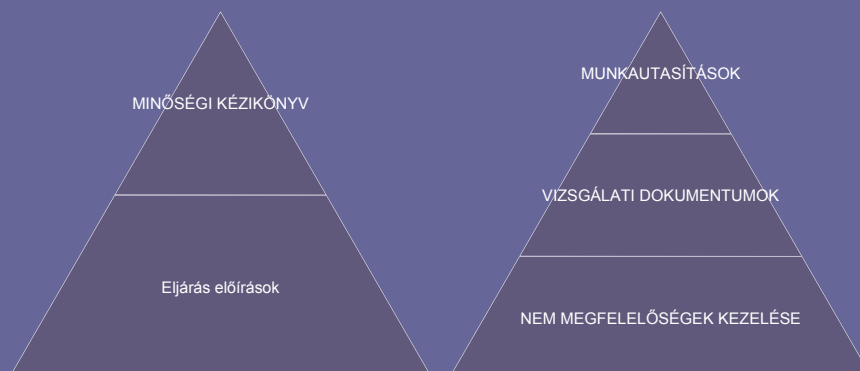 MINŐSÉGI KÉZIKÖNYV
Eljárás előírások
MUNKAUTASÍTÁSOK
VIZSGÁLATI DOKUMENTUMOK
NEM MEGFELELŐSÉGEK KEZELÉSE